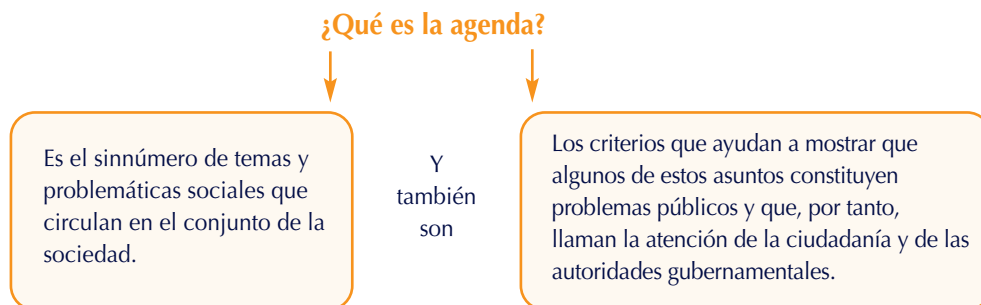 ¿Qué es la agenda?
Es el sinnúmero de temas y
problemáticas sociales que
circulan en el conjunto de la
sociedad.
Y
también
son
Los criterios que ayudan a mostrar que
algunos de estos asuntos constituyen
problemas públicos y que, por tanto,
llaman la atención de la ciudadanía y de las
autoridades gubernamentales.